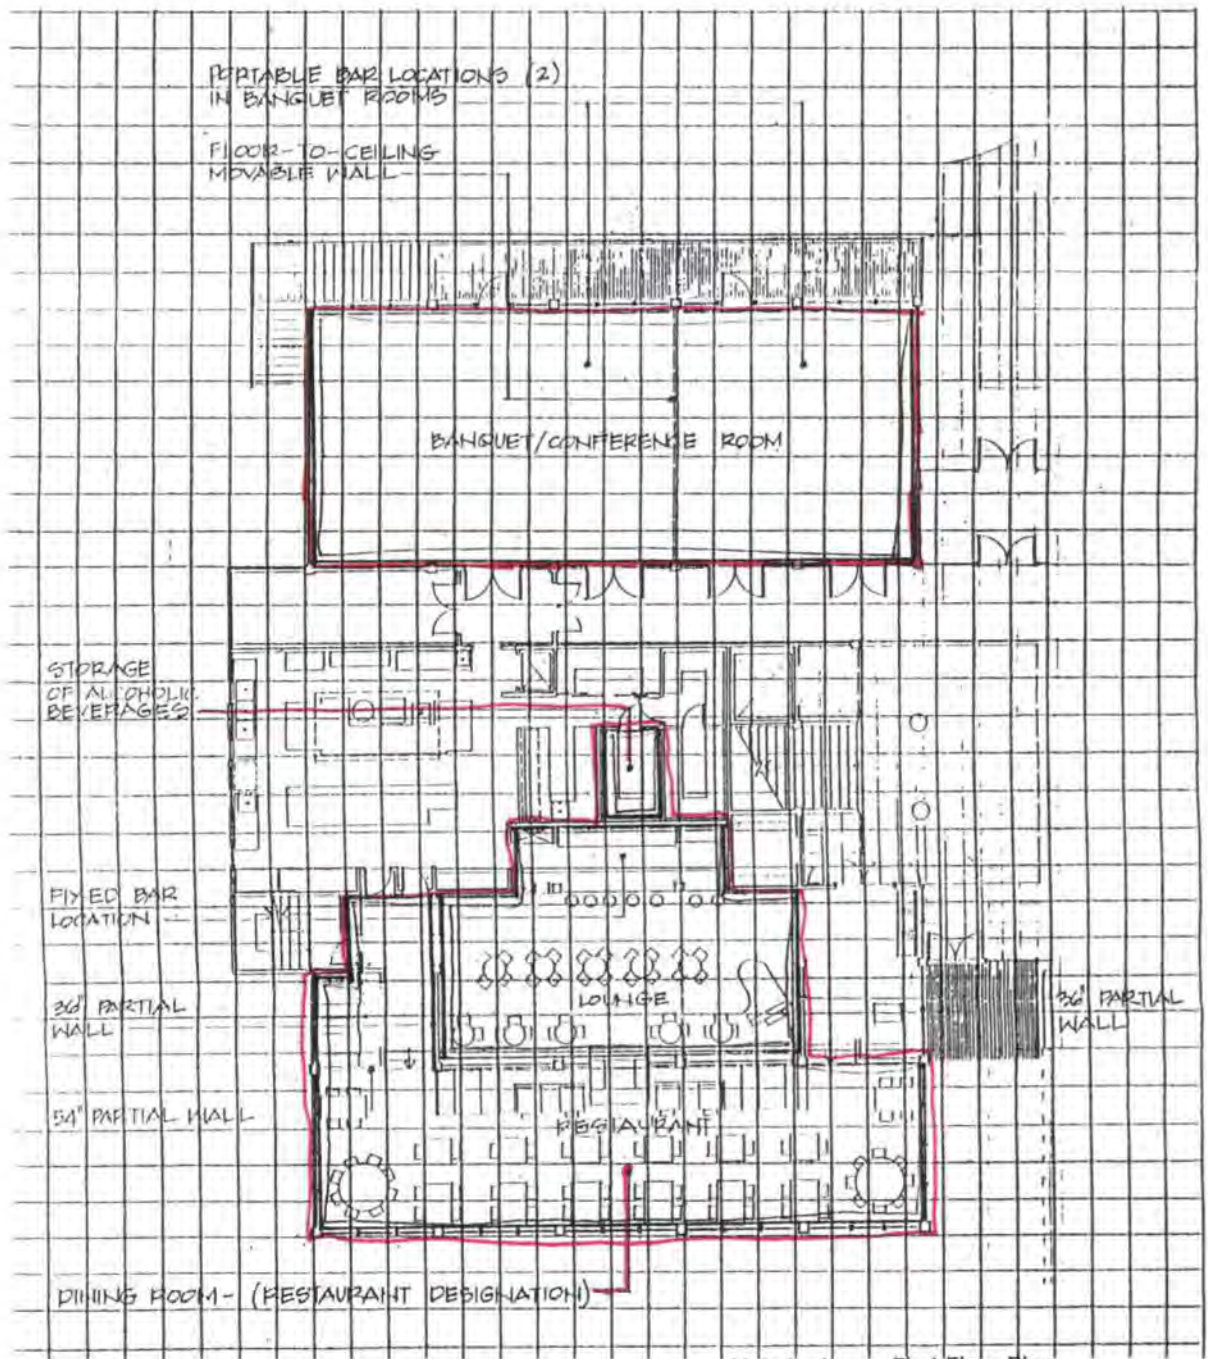 PORTABLE BAR LOCATIONS (2)
IN BANQUET ROOMS
FLOOR-TO-CEILING
MOVABLE WALL
BANQUET/CONFERENCE ROOM
STORAGE
OF ALCOHOLIC
BEVERAGES
FIXED BAR
LOCATION
LOUNGE
36" PARTIAL
WALL
36" PARTIAL
WALL
54" PARTIAL WALL
RESTAURANT
DINING ROOM - (RESTAURANT DESIGNATION)